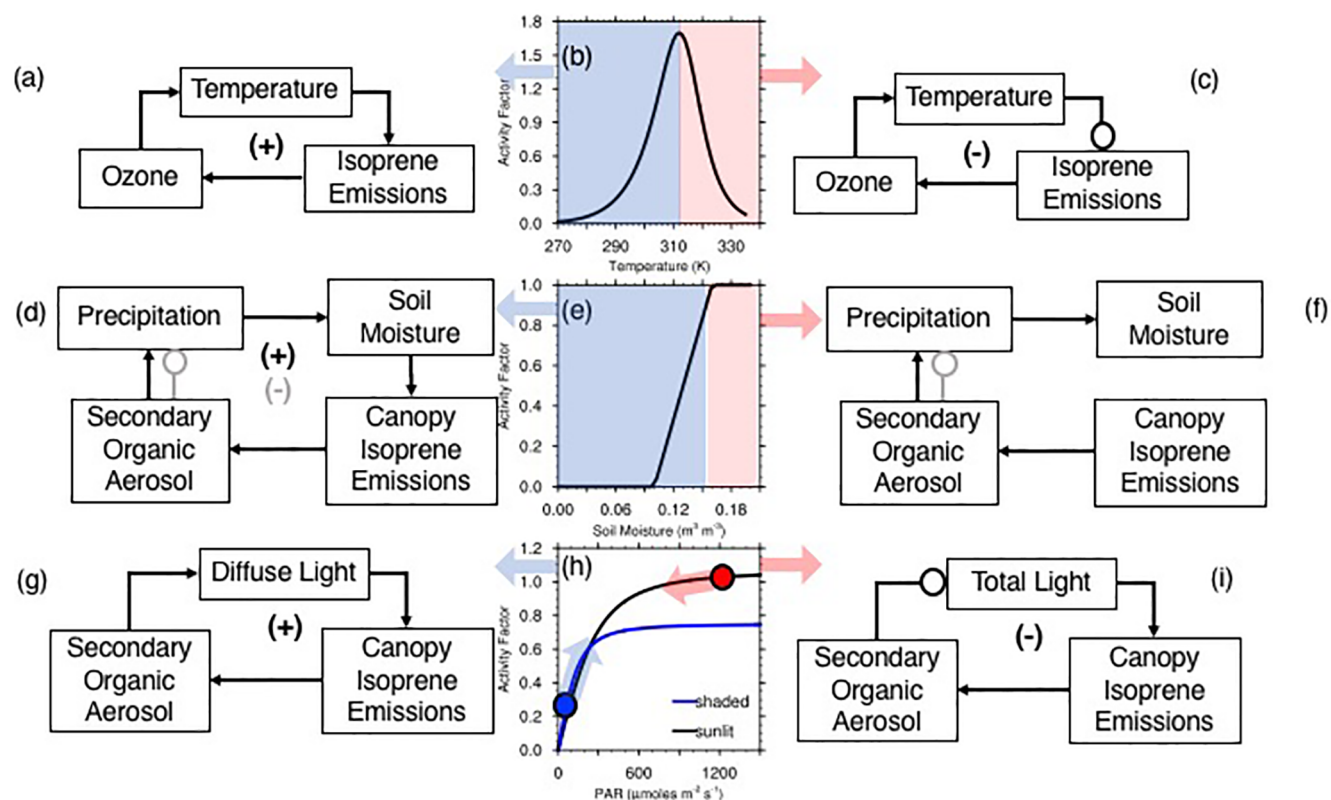 (a)
Temperature
(+)
Ozone
Isoprene
Emissions
(b)
Activity Factor
1.8
1.5
1.2
0.9
0.6
0.3
0.0
270
290
310
330
Temperature (K)
(c)
Temperature
(-)
Ozone
Isoprene
Emissions
(d)
Precipitation
Soil
Moisture
(+)
(-)
Secondary
Organic
Aerosol
Canopy
Isoprene
Emissions
(e)
Activity Factor
1.0
0.8
0.6
0.4
0.2
0.0
0.00
0.06
0.12
0.18
Soil Moisture (m³ m⁻³)
(f)
Precipitation
Soil
Moisture
Secondary
Organic
Aerosol
Canopy
Isoprene
Emissions
(g)
Diffuse Light
(+)
Secondary
Organic
Aerosol
Canopy
Isoprene
Emissions
(h)
Activity Factor
1.2
1.0
0.8
0.6
0.4
0.2
0.0
shaded
sunlit
0
600
1200
PAR (μmoles m⁻² s⁻¹)
(i)
Total Light
(-)
Secondary
Organic
Aerosol
Canopy
Isoprene
Emissions